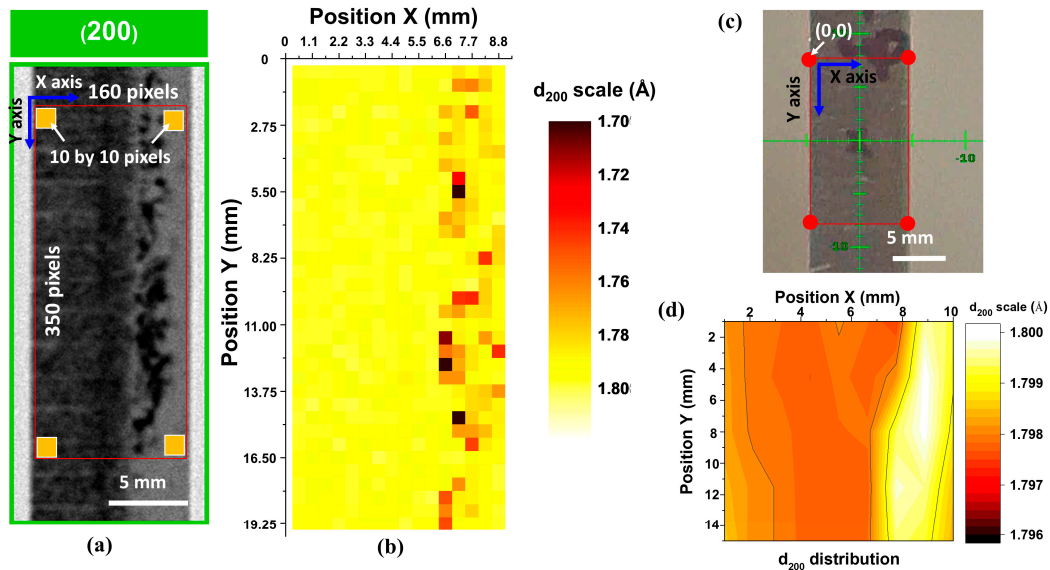 (200)
X axis
160 pixels
Y axis
10 by 10 pixels
350 pixels
5 mm
(a)
Position X (mm)
0 1.1 2.2 3.3 4.4 5.5 6.6 7.7 8.8
0
2.75
5.50
8.25
11.00
13.75
16.50
19.25
Position Y (mm)
d200 scale (Å)
1.70
1.72
1.74
1.76
1.78
1.80
(b)
(c)
(0,0)
X axis
Y axis
-10
10
5 mm
(d)
Position X (mm)
2 4 6 8 10
2
4
6
8
10
12
14
Position Y (mm)
d200 distribution
d200 scale (Å)
1.800
1.799
1.798
1.797
1.796